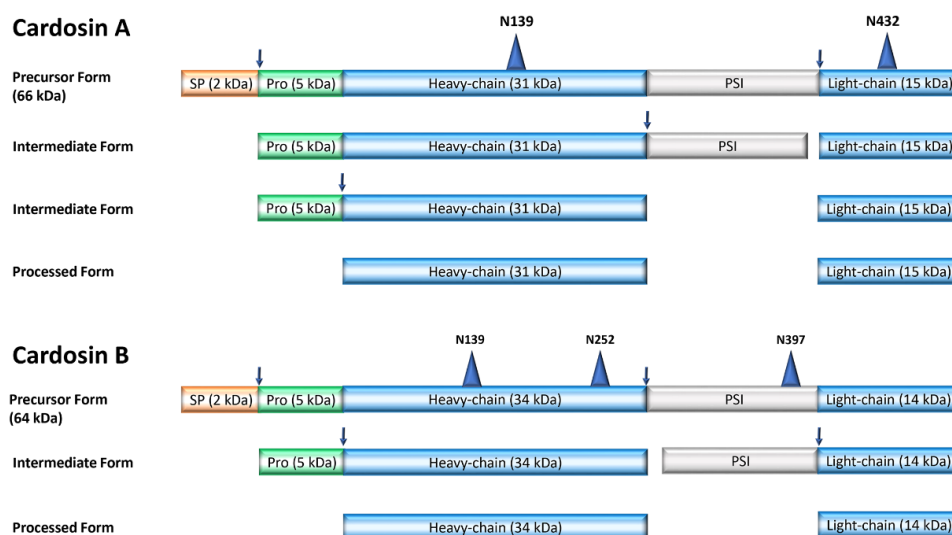 Cardosin A
N139
N432
Precursor Form
(66 kDa)
SP (2 kDa)
Pro (5 kDa)
Heavy-chain (31 kDa)
PSI
Light-chain (15 kDa)
Intermediate Form
Pro (5 kDa)
Heavy-chain (31 kDa)
PSI
Light-chain (15 kDa)
Intermediate Form
Pro (5 kDa)
Heavy-chain (31 kDa)
Light-chain (15 kDa)
Processed Form
Heavy-chain (31 kDa)
Light-chain (15 kDa)
Cardosin B
N139
N252
N397
Precursor Form
(64 kDa)
SP (2 kDa)
Pro (5 kDa)
Heavy-chain (34 kDa)
PSI
Light-chain (14 kDa)
Intermediate Form
Pro (5 kDa)
Heavy-chain (34 kDa)
PSI
Light-chain (14 kDa)
Processed Form
Heavy-chain (34 kDa)
Light-chain (14 kDa)